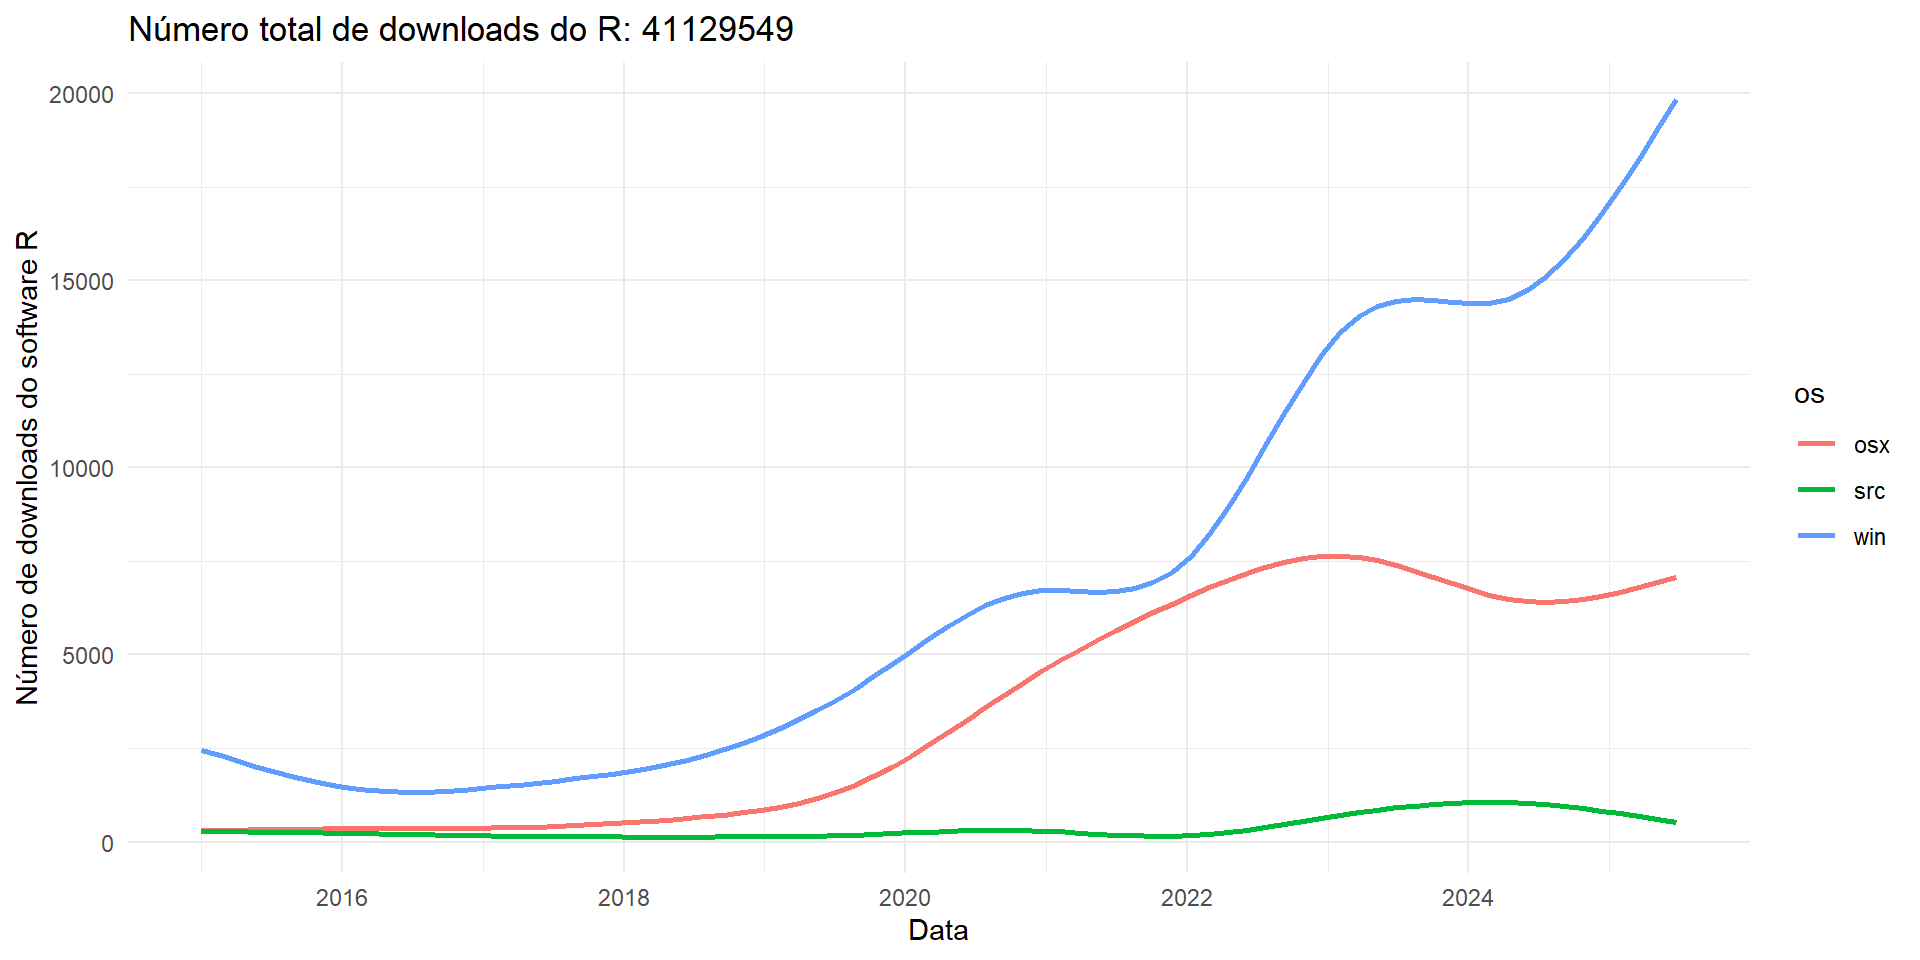 Número total de downloads do R: 41129549
Número de downloads do software R
20000
15000
10000
5000
0
2016
2018
2020
2022
2024
Data
os
osx
src
win